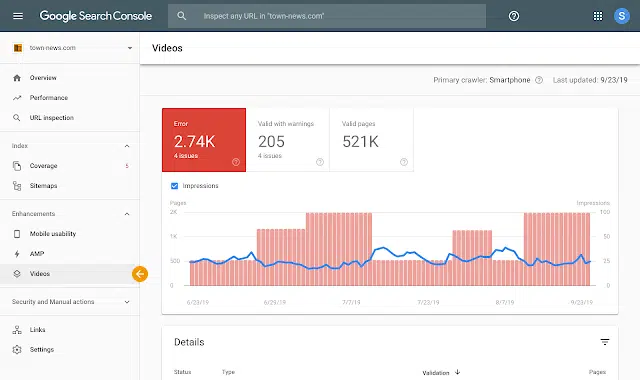 Google Search Console
Inspect any URL in "town-news.com"
S
town-news.com
Videos
Overview
Performance
URL inspection
Primary crawler: Smartphone
Last updated: 9/23/19
Index
Coverage
Sitemaps
Enhancements
Mobile usability
AMP
Videos
Security and Manual actions
Links
Settings
Error
2.74K
4 issues
Valid with warnings
205
4 issues
Valid pages
521K
Impressions
Pages
Impressions
2K
1K
500
0
100
50
25
0
6/23/19
6/29/19
7/7/19
7/23/19
8/7/19
9/23/19
Details
Status
Type
Validation
Pages